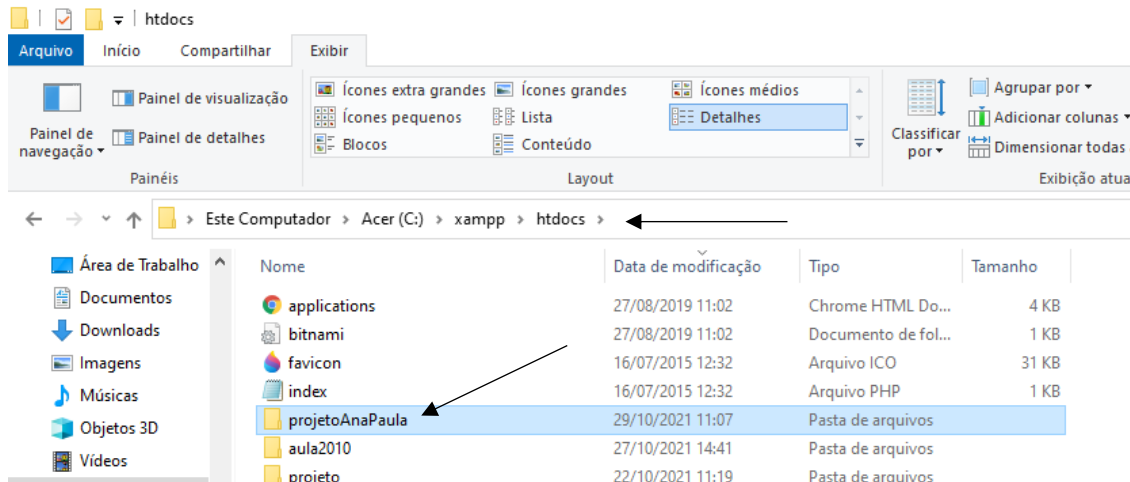 htdocs
Arquivo Início Compartilhar Exibir
Painel de navegação
Painel de visualização
Painel de detalhes
Painéis
Ícones extra grandes Ícones grandes Ícones médios
Ícones pequenos Lista Detalhes
Blocos Conteúdo
Layout
Classificar por
Agrupar por
Adicionar colunas
Dimensionar todas
Exibição atua
Este Computador > Acer (C:) > xampp > htdocs >
Área de Trabalho
Documentos
Downloads
Imagens
Músicas
Objetos 3D
Vídeos
Nome Data de modificação Tipo Tamanho
applications 27/08/2019 11:02 Chrome HTML Do... 4 KB
bitnami 27/08/2019 11:02 Documento de fol... 1 KB
favicon 16/07/2015 12:32 Arquivo ICO 31 KB
index 16/07/2015 12:32 Arquivo PHP 1 KB
projetoAnaPaula 29/10/2021 11:07 Pasta de arquivos
aula2010 27/10/2021 14:41 Pasta de arquivos
projeto 22/10/2021 11:19 Pasta de arquivos